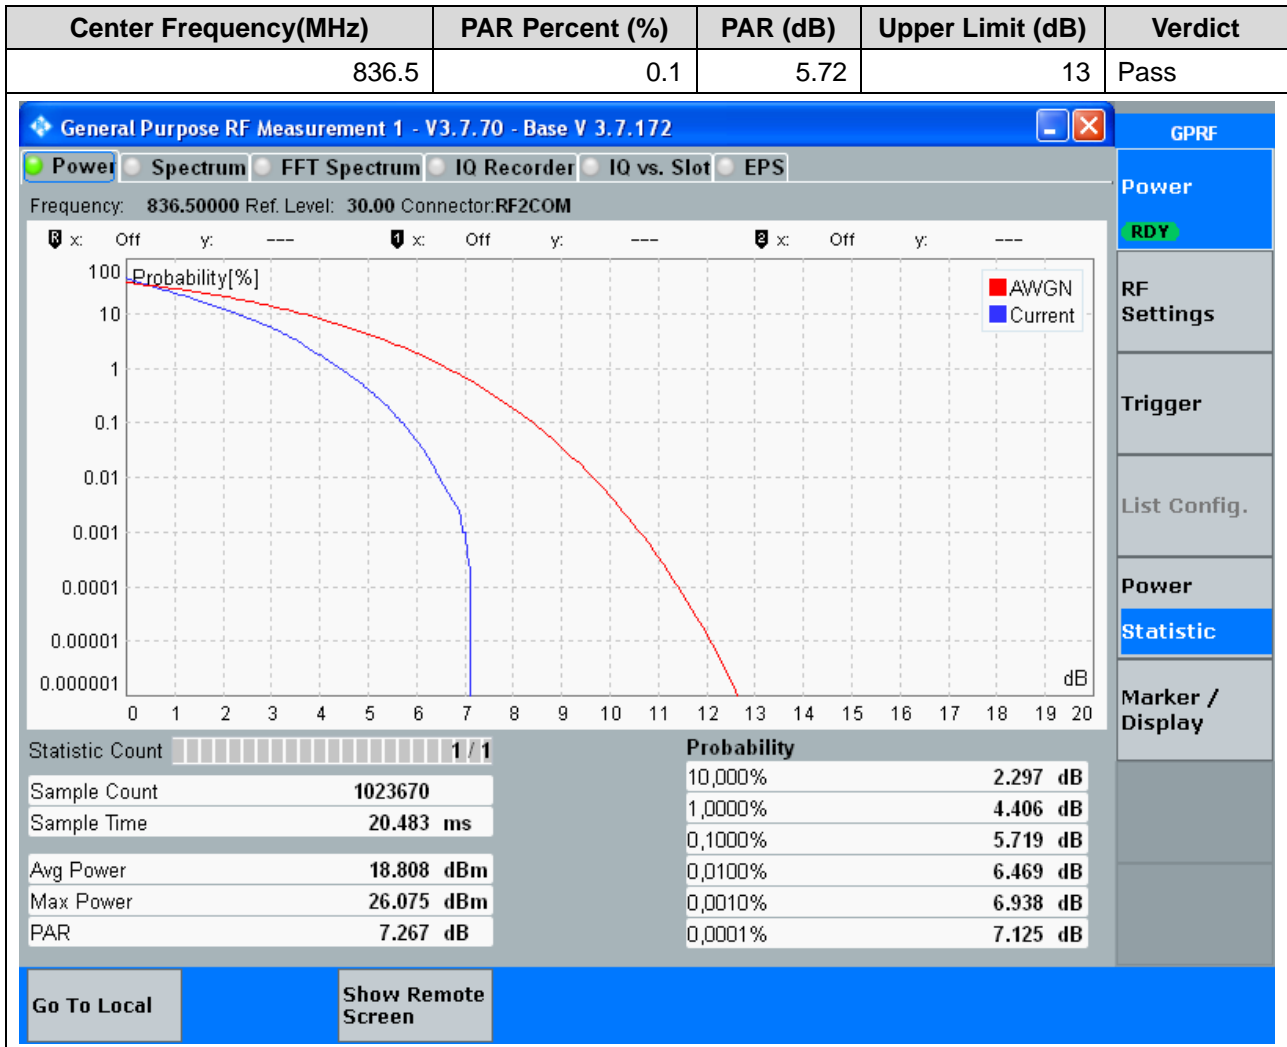 Center Frequency(MHz) PAR Percent (%) PAR (dB) Upper Limit (dB) Verdict
836.5 0.1 5.72 13 Pass
General Purpose RF Measurement 1 - V3.7.70 - Base V 3.7.172
GPRF
Power Spectrum FFT Spectrum IQ Recorder IQ vs. Slot EPS
Frequency: 836.50000 Ref. Level: 30.00 Connector:RF2COM
R x: Off y: --- 1 x: Off y: --- 2 x: Off y: ---
Probability[%]
AWGN
Current
100
10
1
0.1
0.01
0.001
0.0001
0.00001
0.000001
dB
0 1 2 3 4 5 6 7 8 9 10 11 12 13 14 15 16 17 18 19 20
Statistic Count 1 / 1
Sample Count 1023670
Sample Time 20.483 ms
Avg Power 18.808 dBm
Max Power 26.075 dBm
PAR 7.267 dB
Probability
10,000% 2.297 dB
1,0000% 4.406 dB
0,1000% 5.719 dB
0,0100% 6.469 dB
0,0010% 6.938 dB
0,0001% 7.125 dB
Power
RDY
RF
Settings
Trigger
List Config.
Power
Statistic
Marker /
Display
Go To Local
Show Remote
Screen